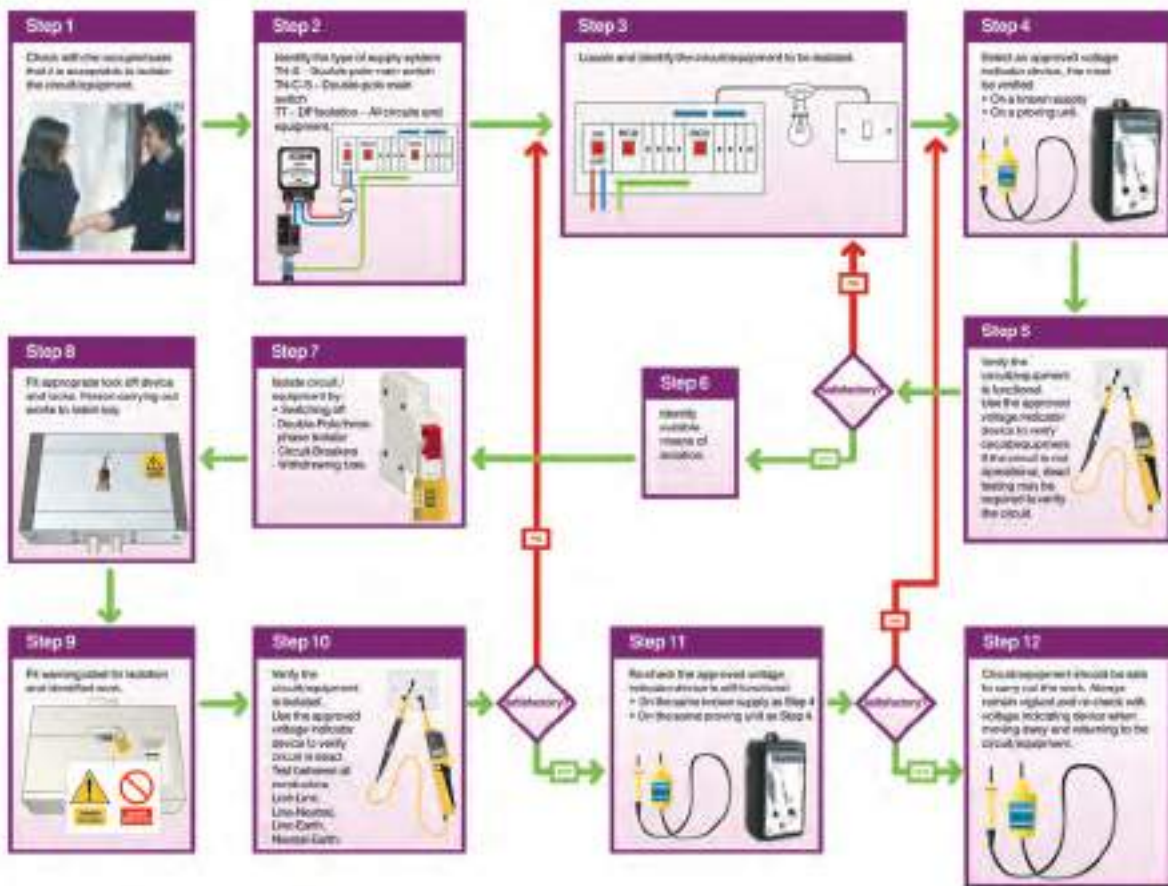 Step 1
Check with the occupant/user
that it is acceptable to isolate
the circuit/equipment.
Step 2
Identify the type of supply system
TN-S - Double pole main switch
TN-C-S - Double pole main
switch
TT - DP Isolation - All circuits and
equipment.
Step 3
Locate and identify the circuit/equipment to be isolated.
Step 4
Select an approved voltage
indicator device, this must
be verified
• On a known supply
• On a proving unit.
Step 5
Verify the
circuit/equipment
is functional.
Use the approved
voltage indicator
device to verify
circuit/equipment.
If the circuit is not
operational, dead
testing may be
required to verify
the circuit.
Satisfactory?
Step 6
Identify
suitable
means of
isolation.
Step 7
Isolate circuit/
equipment by:
• Switching off
- Double Pole/three-
phase Isolator
- Circuit-Breakers
- Withdrawing fuses
Step 8
Fit appropriate lock off device
and locks. Person carrying out
works to retain key.
Step 9
Fit warning label for isolation
and identified work.
Step 10
Verify the
circuit/equipment
is isolated.
Use the approved
voltage indicator
device to verify
circuit is dead.
Test between all
conductors
Line-Line,
Line-Neutral,
Line-Earth,
Neutral-Earth.
Satisfactory?
Step 11
Re-check the approved voltage
indicator device is still functional
• On the same known supply as Step 4
• On the same proving unit as Step 4.
Satisfactory?
Step 12
Circuit/equipment should be safe
to carry out the work. Always
remain vigilant and re-check with
voltage indicating device when
moving away and returning to the
circuit/equipment.